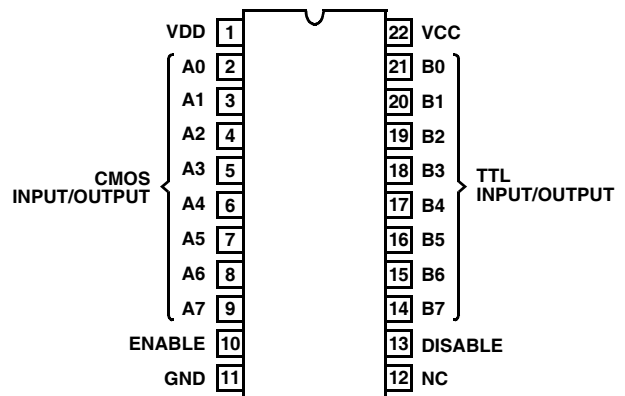 VDD 1 22 VCC
A0 2 21 B0
A1 3 20 B1
A2 4 19 B2
A3 5 18 B3
CMOS
INPUT/OUTPUT
TTL
INPUT/OUTPUT
A4 6 17 B4
A5 7 16 B5
A6 8 15 B6
A7 9 14 B7
ENABLE 10 13 DISABLE
GND 11 12 NC